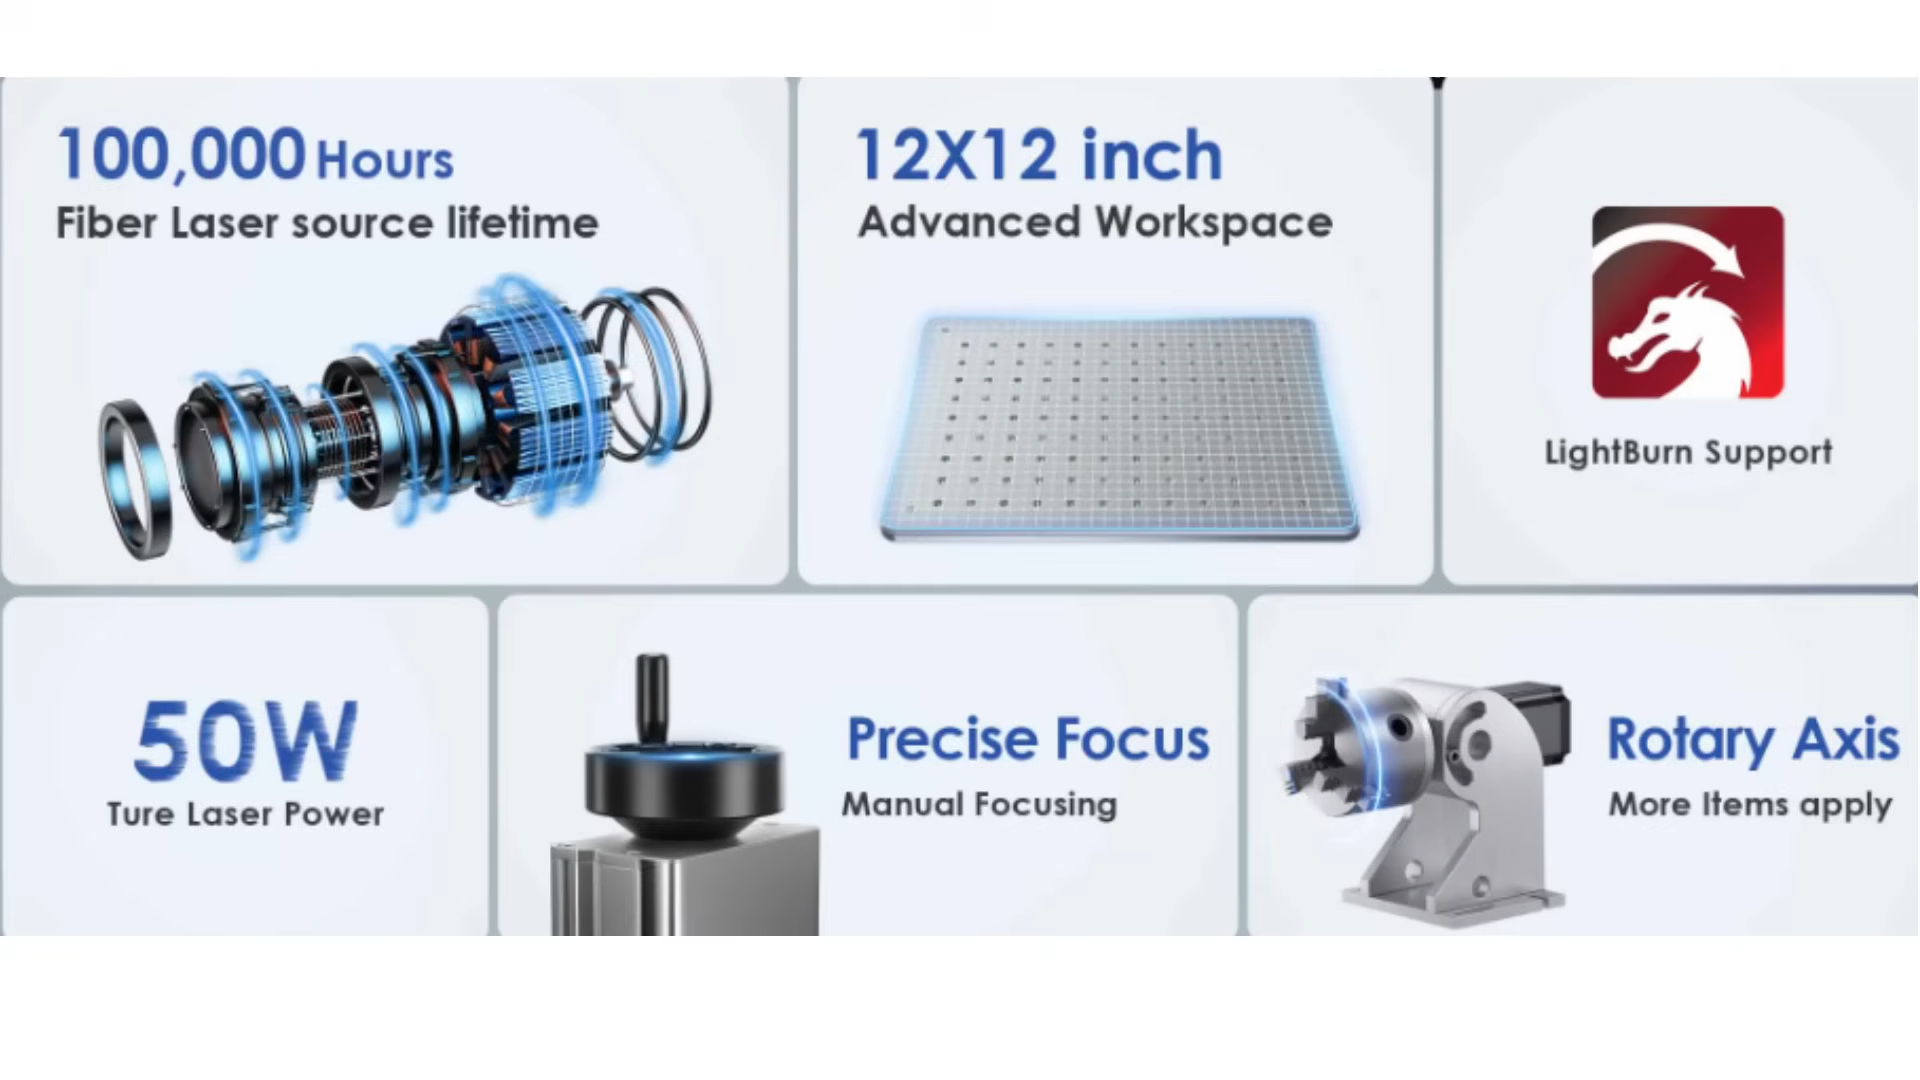 100,000 Hours
Fiber Laser source lifetime
12X12 inch
Advanced Workspace
LightBurn Support
50W
Ture Laser Power
Precise Focus
Manual Focusing
Rotary Axis
More Items apply